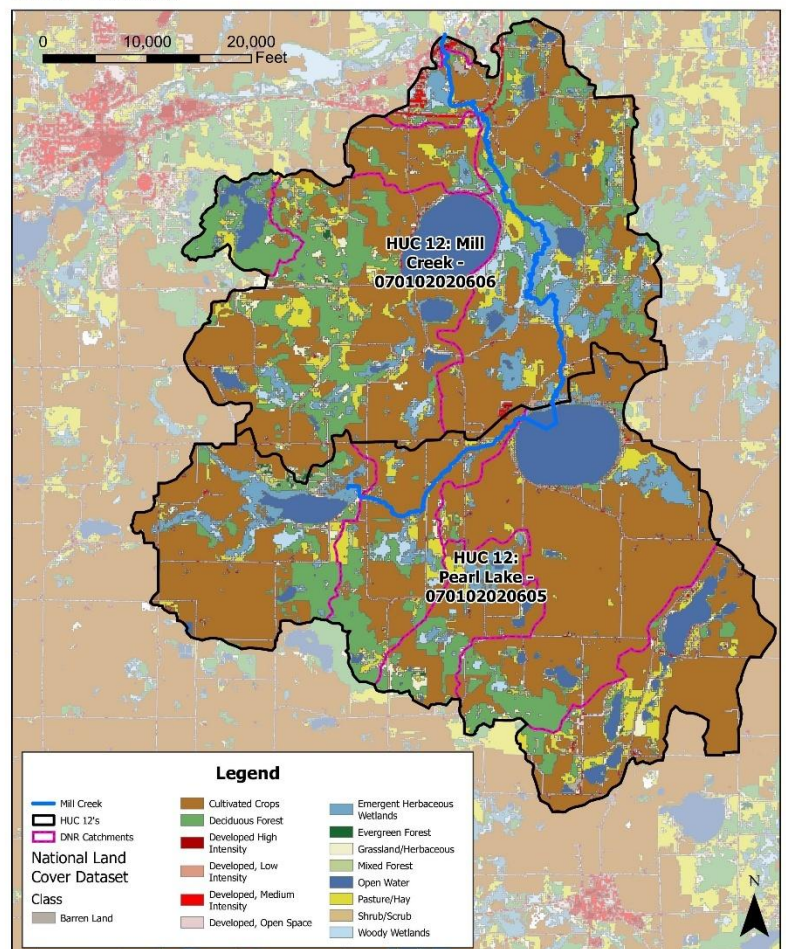 0 10,000 20,000
Feet
HUC 12: Mill
Creek -
070102020606
HUC 12:
Pearl Lake -
070102020605
Legend
Mill Creek
HUC 12's
DNR Catchments
National Land
Cover Dataset
Class
Barren Land
Cultivated Crops
Deciduous Forest
Developed High
Intensity
Developed, Low
Intensity
Developed, Medium
Intensity
Developed, Open Space
Emergent Herbaceous
Wetlands
Evergreen Forest
Grassland/Herbaceous
Mixed Forest
Open Water
Pasture/Hay
Shrub/Scrub
Woody Wetlands
N